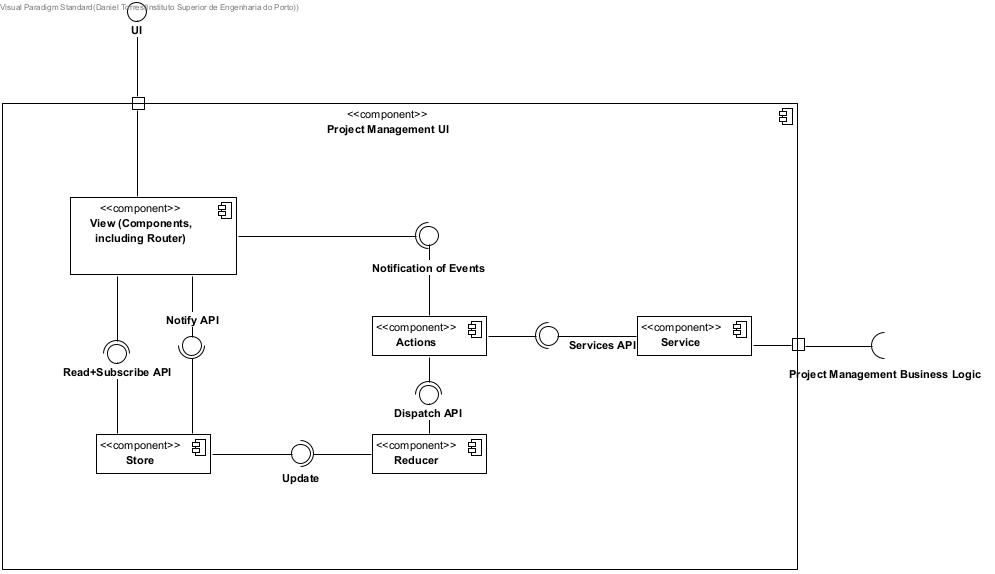 Visual Paradigm Standard(Daniel Torres(Instituto Superior de Engenharia do Porto))
UI
<<component>>
Project Management UI
<<component>>
View (Components,
including Router)
Notification of Events
Notify API
<<component>>
Actions
Services API
<<component>>
Service
Read+Subscribe API
Project Management Business Logic
Dispatch API
<<component>>
Store
Update
<<component>>
Reducer